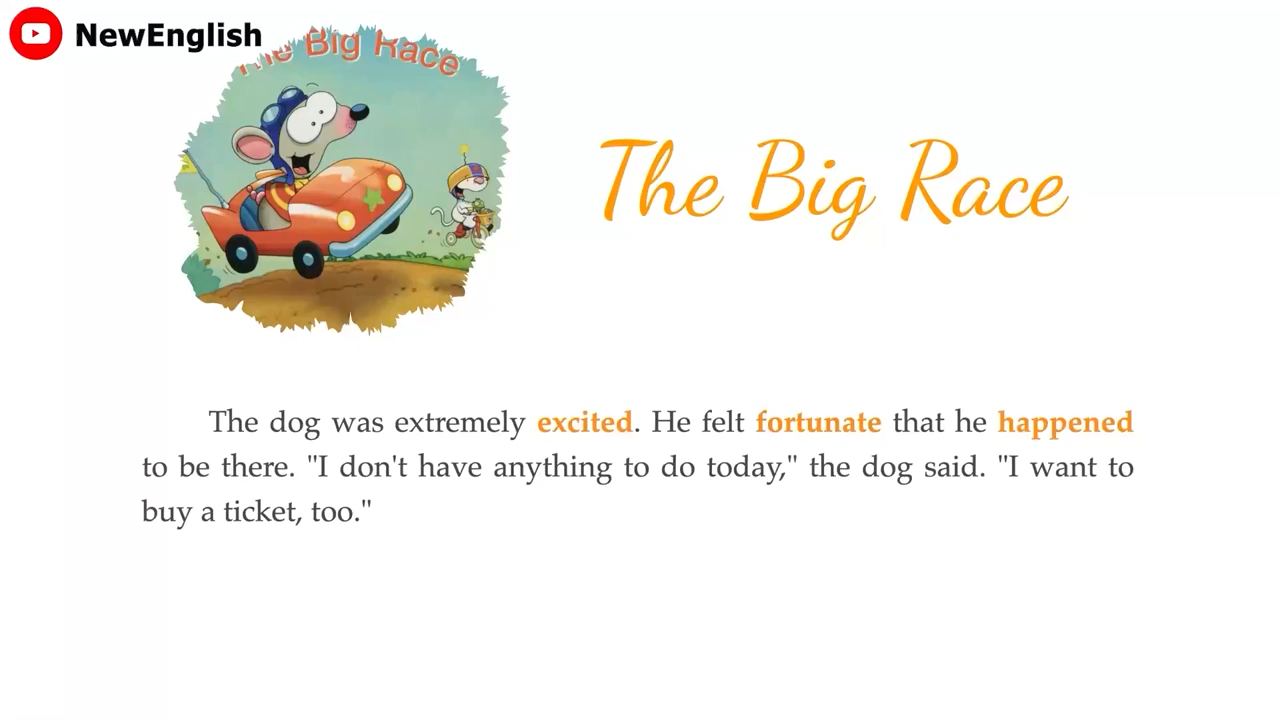 NewEnglish
The Big Race
The Big Race
The dog was extremely excited. He felt fortunate that he happened
to be there. "I don't have anything to do today," the dog said. "I want to
buy a ticket, too."